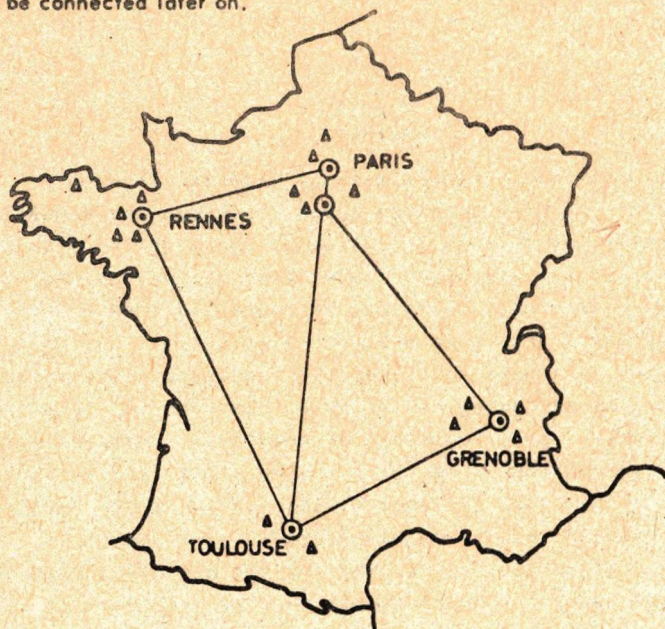 be connected later on.
PARIS
RENNES
GRENOBLE
TOULOUSE